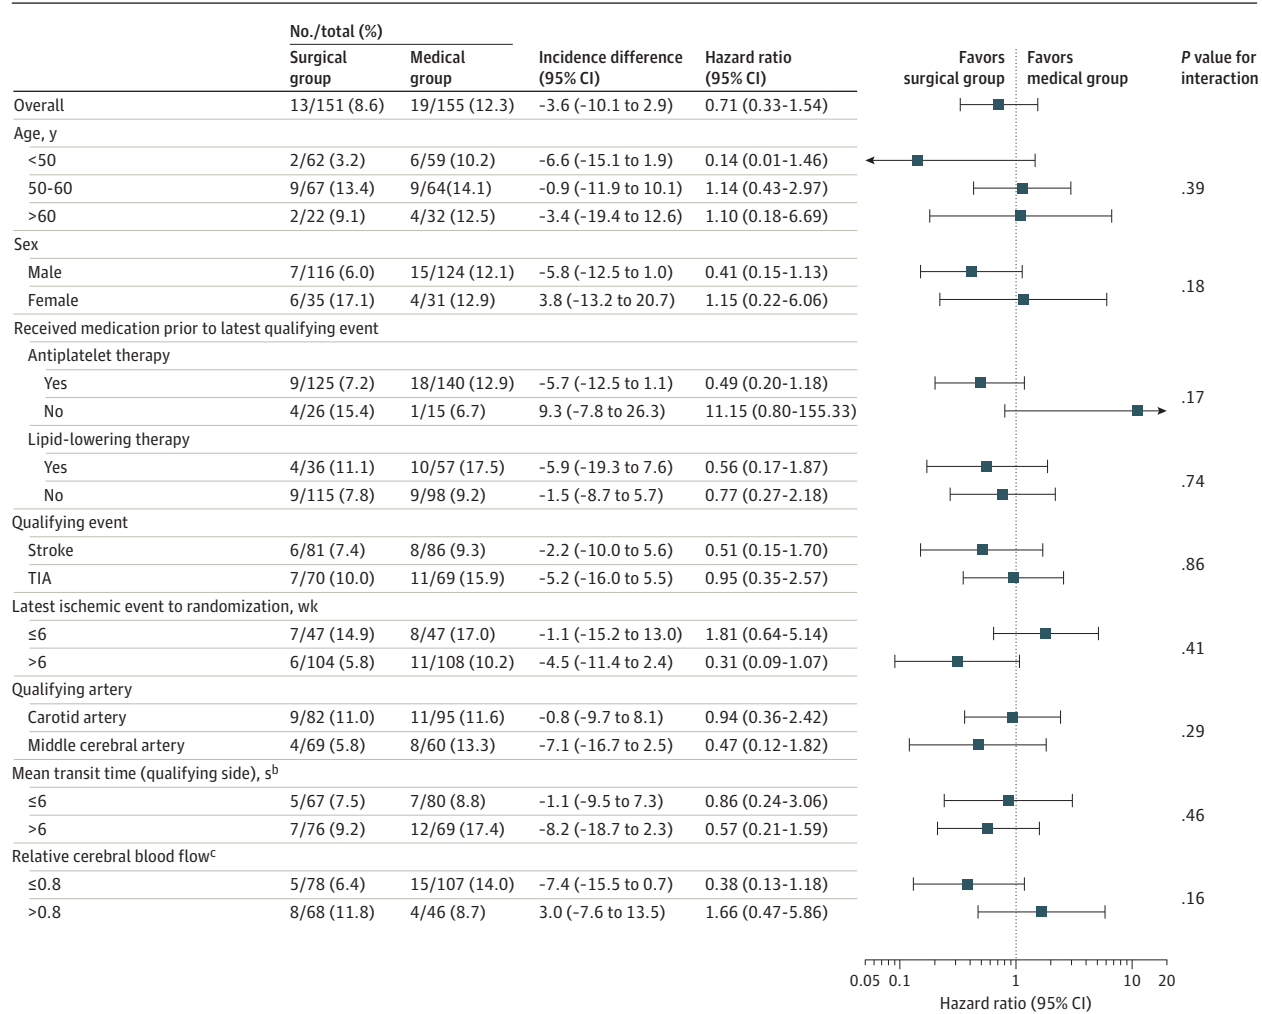 No./total (%)
Surgical group Medical group Incidence difference (95% CI) Hazard ratio (95% CI) Favors surgical group Favors medical group P value for interaction
Overall 13/151 (8.6) 19/155 (12.3) -3.6 (-10.1 to 2.9) 0.71 (0.33-1.54)
Age, y
<50 2/62 (3.2) 6/59 (10.2) -6.6 (-15.1 to 1.9) 0.14 (0.01-1.46)
50-60 9/67 (13.4) 9/64(14.1) -0.9 (-11.9 to 10.1) 1.14 (0.43-2.97) .39
>60 2/22 (9.1) 4/32 (12.5) -3.4 (-19.4 to 12.6) 1.10 (0.18-6.69)
Sex
Male 7/116 (6.0) 15/124 (12.1) -5.8 (-12.5 to 1.0) 0.41 (0.15-1.13)
.18
Female 6/35 (17.1) 4/31 (12.9) 3.8 (-13.2 to 20.7) 1.15 (0.22-6.06)
Received medication prior to latest qualifying event
Antiplatelet therapy
Yes 9/125 (7.2) 18/140 (12.9) -5.7 (-12.5 to 1.1) 0.49 (0.20-1.18)
.17
No 4/26 (15.4) 1/15 (6.7) 9.3 (-7.8 to 26.3) 11.15 (0.80-155.33)
Lipid-lowering therapy
Yes 4/36 (11.1) 10/57 (17.5) -5.9 (-19.3 to 7.6) 0.56 (0.17-1.87)
.74
No 9/115 (7.8) 9/98 (9.2) -1.5 (-8.7 to 5.7) 0.77 (0.27-2.18)
Qualifying event
Stroke 6/81 (7.4) 8/86 (9.3) -2.2 (-10.0 to 5.6) 0.51 (0.15-1.70)
.86
TIA 7/70 (10.0) 11/69 (15.9) -5.2 (-16.0 to 5.5) 0.95 (0.35-2.57)
Latest ischemic event to randomization, wk
≤6 7/47 (14.9) 8/47 (17.0) -1.1 (-15.2 to 13.0) 1.81 (0.64-5.14)
.41
>6 6/104 (5.8) 11/108 (10.2) -4.5 (-11.4 to 2.4) 0.31 (0.09-1.07)
Qualifying artery
Carotid artery 9/82 (11.0) 11/95 (11.6) -0.8 (-9.7 to 8.1) 0.94 (0.36-2.42)
.29
Middle cerebral artery 4/69 (5.8) 8/60 (13.3) -7.1 (-16.7 to 2.5) 0.47 (0.12-1.82)
Mean transit time (qualifying side), sᵇ
≤6 5/67 (7.5) 7/80 (8.8) -1.1 (-9.5 to 7.3) 0.86 (0.24-3.06)
.46
>6 7/76 (9.2) 12/69 (17.4) -8.2 (-18.7 to 2.3) 0.57 (0.21-1.59)
Relative cerebral blood flowᶜ
≤0.8 5/78 (6.4) 15/107 (14.0) -7.4 (-15.5 to 0.7) 0.38 (0.13-1.18)
.16
>0.8 8/68 (11.8) 4/46 (8.7) 3.0 (-7.6 to 13.5) 1.66 (0.47-5.86)
0.05 0.1 1 10 20
Hazard ratio (95% CI)